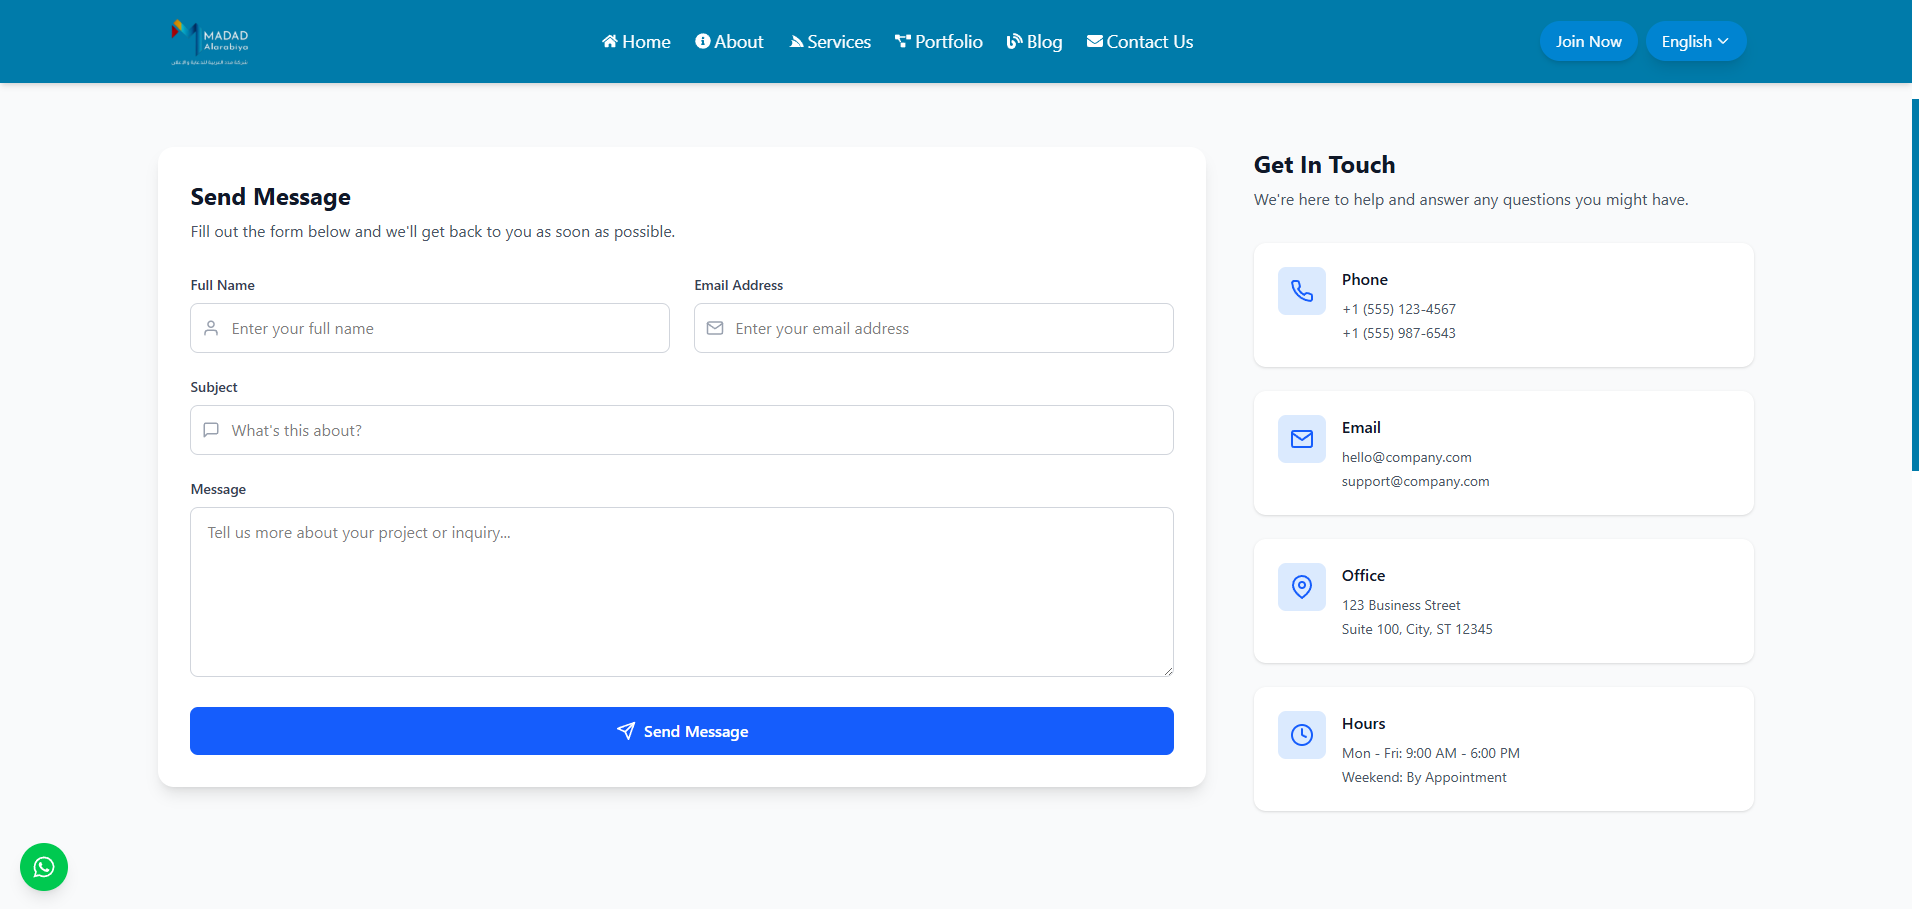 MADAD
Alarabiya
شركة مدد العربية للدعاية والإعلان
Home
About
Services
Portfolio
Blog
Contact Us
Join Now
English
Send Message
Fill out the form below and we'll get back to you as soon as possible.
Full Name
Email Address
Enter your full name
Enter your email address
Subject
What's this about?
Message
Tell us more about your project or inquiry...
Send Message
Get In Touch
We're here to help and answer any questions you might have.
Phone
+1 (555) 123-4567
+1 (555) 987-6543
Email
hello@company.com
support@company.com
Office
123 Business Street
Suite 100, City, ST 12345
Hours
Mon - Fri: 9:00 AM - 6:00 PM
Weekend: By Appointment